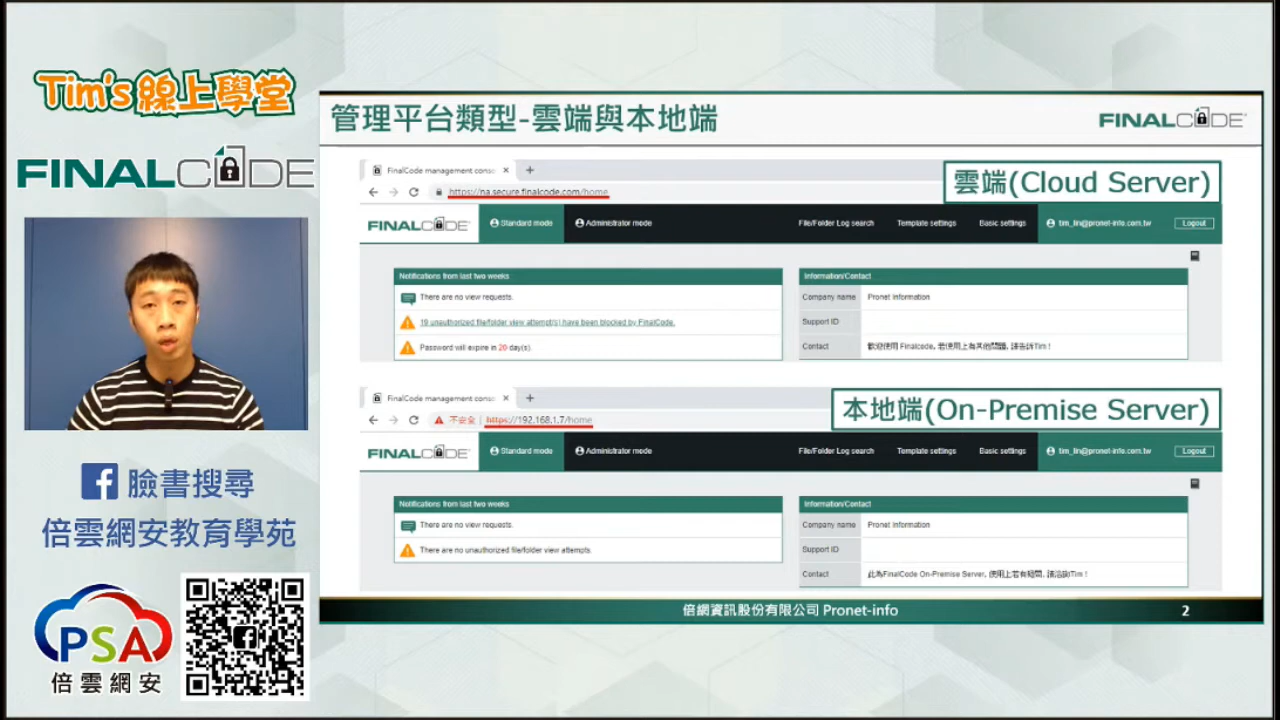 Tim's線上學堂
FINALCODE
臉書搜尋
倍雲網安教育學苑
PSA
倍雲網安
管理平台類型-雲端與本地端
FINALCODE
FinalCode management conso
雲端(Cloud Server)
https://na.secure.finalcode.com/home
FINALCODE
Standard mode
Administrator mode
File/Folder Log search
Template settings
Basic settings
tim_lin@pronet-info.com.tw
Logout
Notifications from last two weeks
There are no view requests.
19 unauthorized file/folder view attempt(s) have been blocked by FinalCode.
Password will expire in 20 day(s).
Information/Contact
Company name Pronet Information
Support ID
Contact 歡迎使用 Finalcode, 若使用上有其他問題, 請告訴Tim !
FinalCode management conso
本地端(On-Premise Server)
不安全 https://192.168.1.7/home
FINALCODE
Standard mode
Administrator mode
File/Folder Log search
Template settings
Basic settings
tim_lin@pronet-info.com.tw
Logout
Notifications from last two weeks
There are no view requests.
There are no unauthorized file/folder view attempts
Information/Contact
Company name Pronet Information
Support ID
Contact 此為FinalCode On-Premise Server, 使用上若有疑問, 請洽詢Tim !
倍網資訊股份有限公司 Pronet-info
2